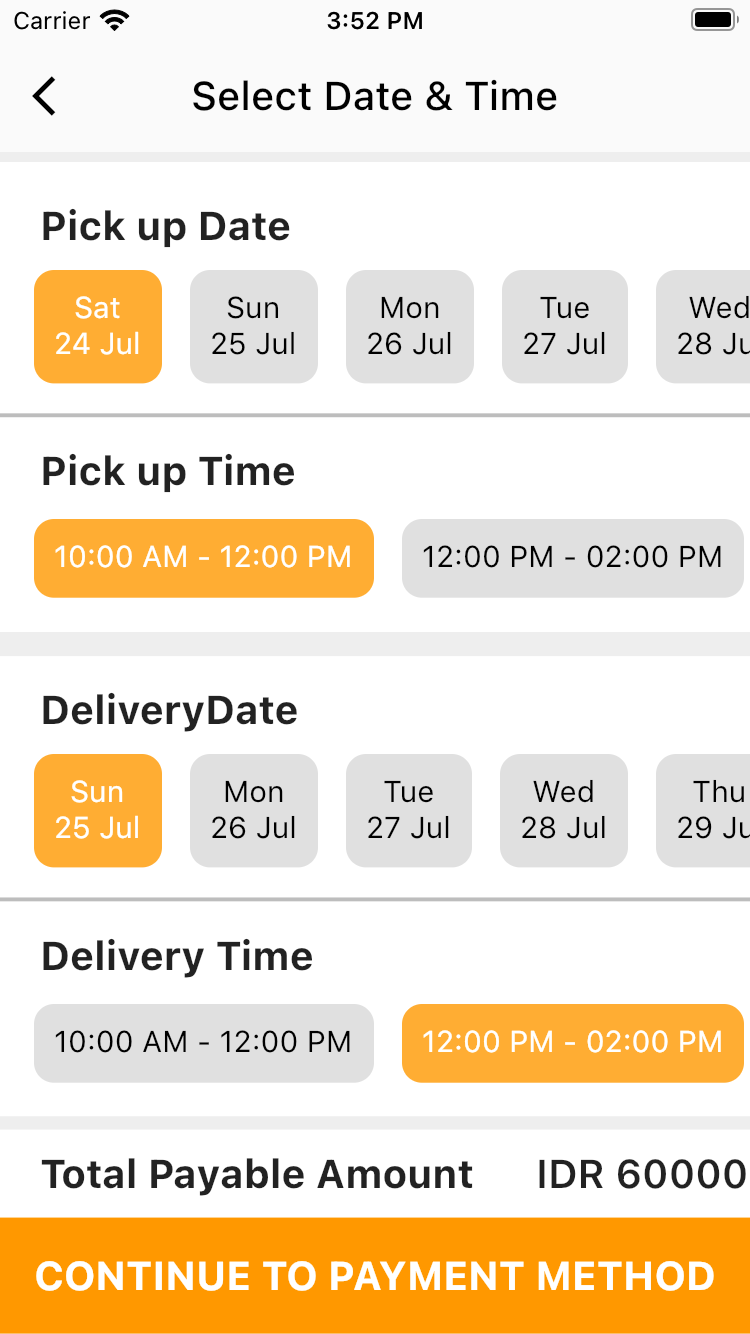 Carrier 3:52 PM
Select Date & Time
Pick up Date
Sat Sun Mon Tue Wed
24 Jul 25 Jul 26 Jul 27 Jul 28 Ju
Pick up Time
10:00 AM - 12:00 PM 12:00 PM - 02:00 PM
DeliveryDate
Sun Mon Tue Wed Thu
25 Jul 26 Jul 27 Jul 28 Jul 29 Ju
Delivery Time
10:00 AM - 12:00 PM 12:00 PM - 02:00 PM
Total Payable Amount IDR 60000
CONTINUE TO PAYMENT METHOD